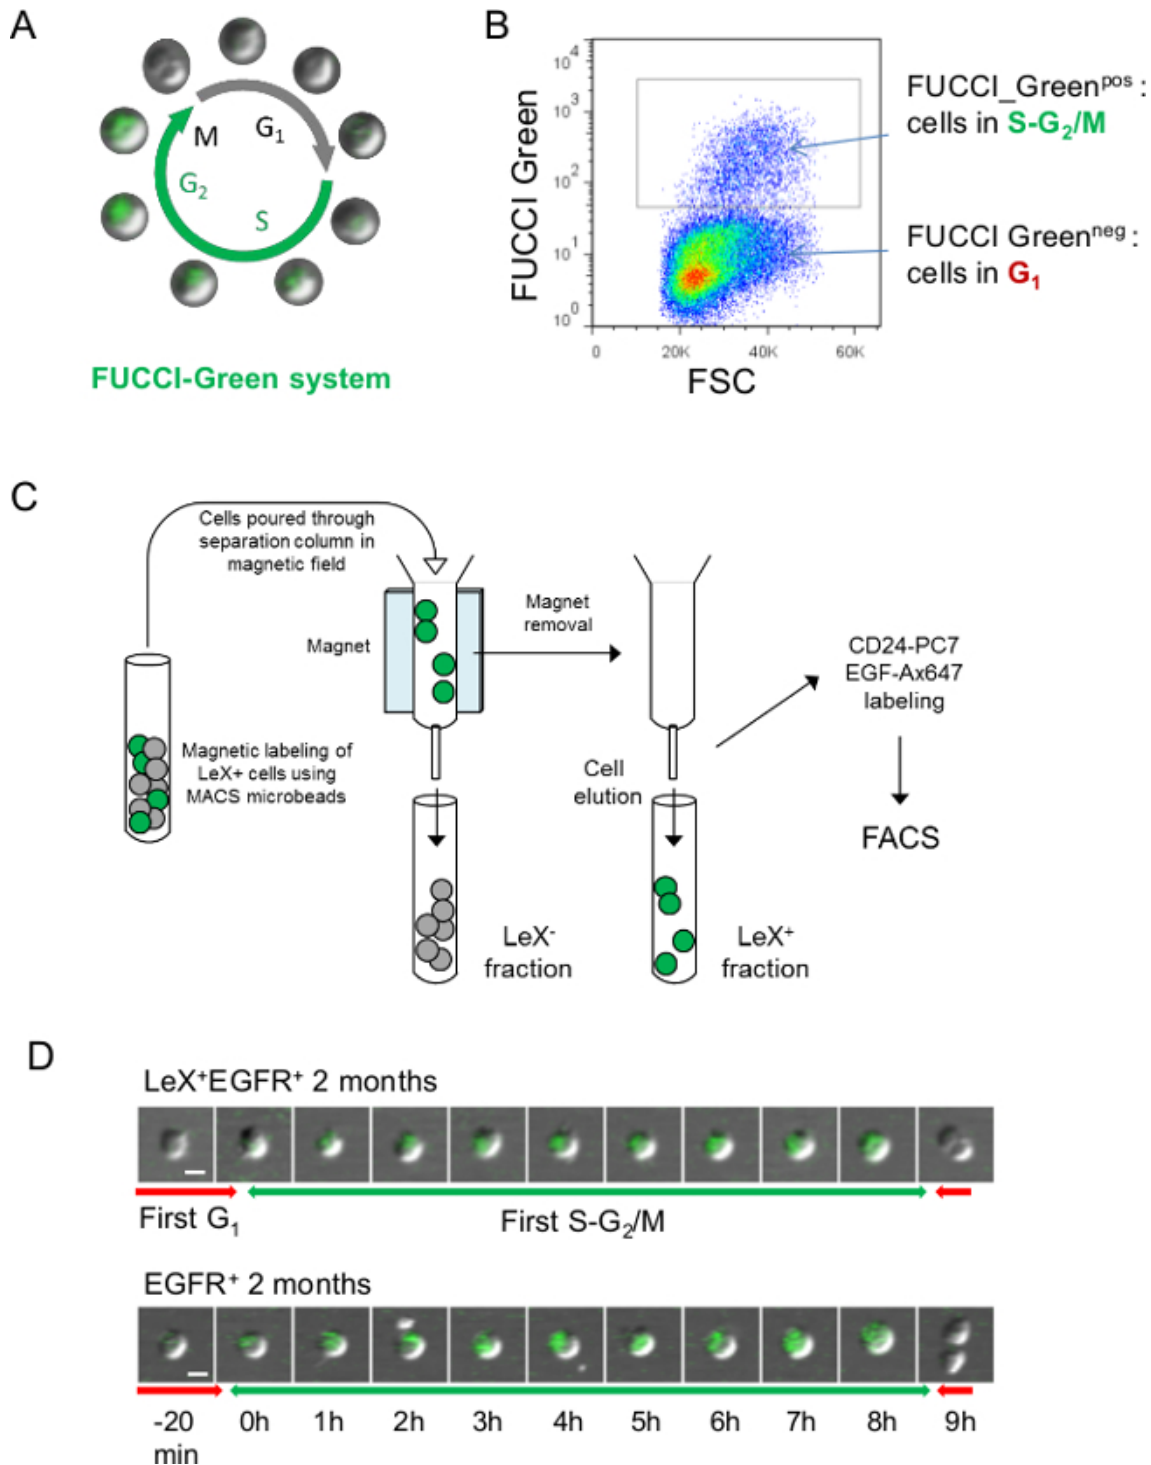 A
M
G1
G2
S
FUCCI-Green system
B
FUCCI Green
10^4
10^3
10^2
10^1
10^0
0
20K
40K
60K
FSC
FUCCI_Green^pos :
cells in S-G2/M
FUCCI Green^neg :
cells in G1
C
Cells poured through
separation column in
magnetic field
Magnet
Magnet
removal
Magnetic labeling of
LeX+ cells using
MACS microbeads
Cell
elution
CD24-PC7
EGF-Ax647
labeling
FACS
LeX-
fraction
LeX+
fraction
D
LeX+EGFR+ 2 months
First G1
First S-G2/M
EGFR+ 2 months
-20
min
0h
1h
2h
3h
4h
5h
6h
7h
8h
9h